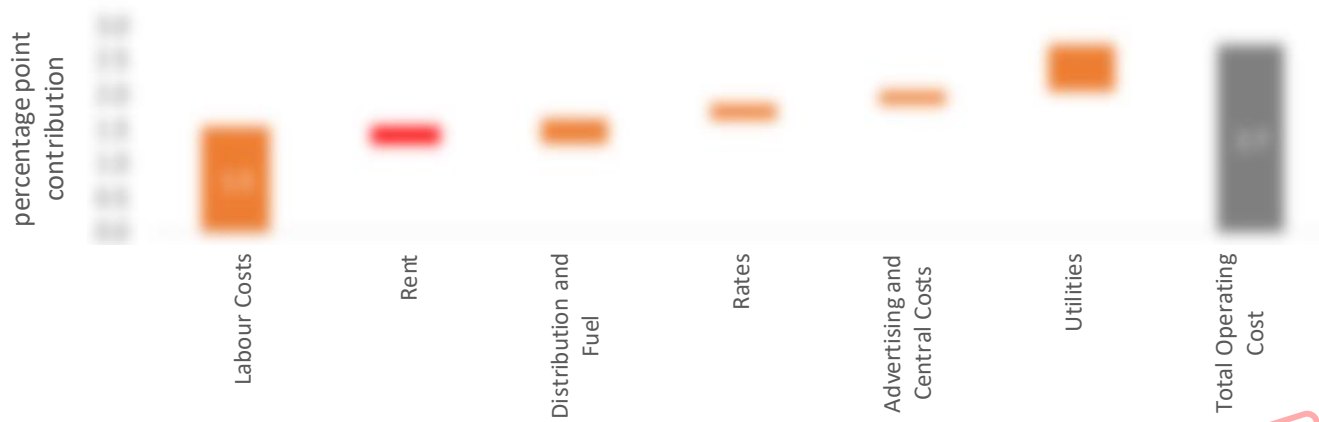 percentage point
contribution
Labour Costs
Rent
Distribution and
Fuel
Rates
Advertising and
Central Costs
Utilities
Total Operating
Cost